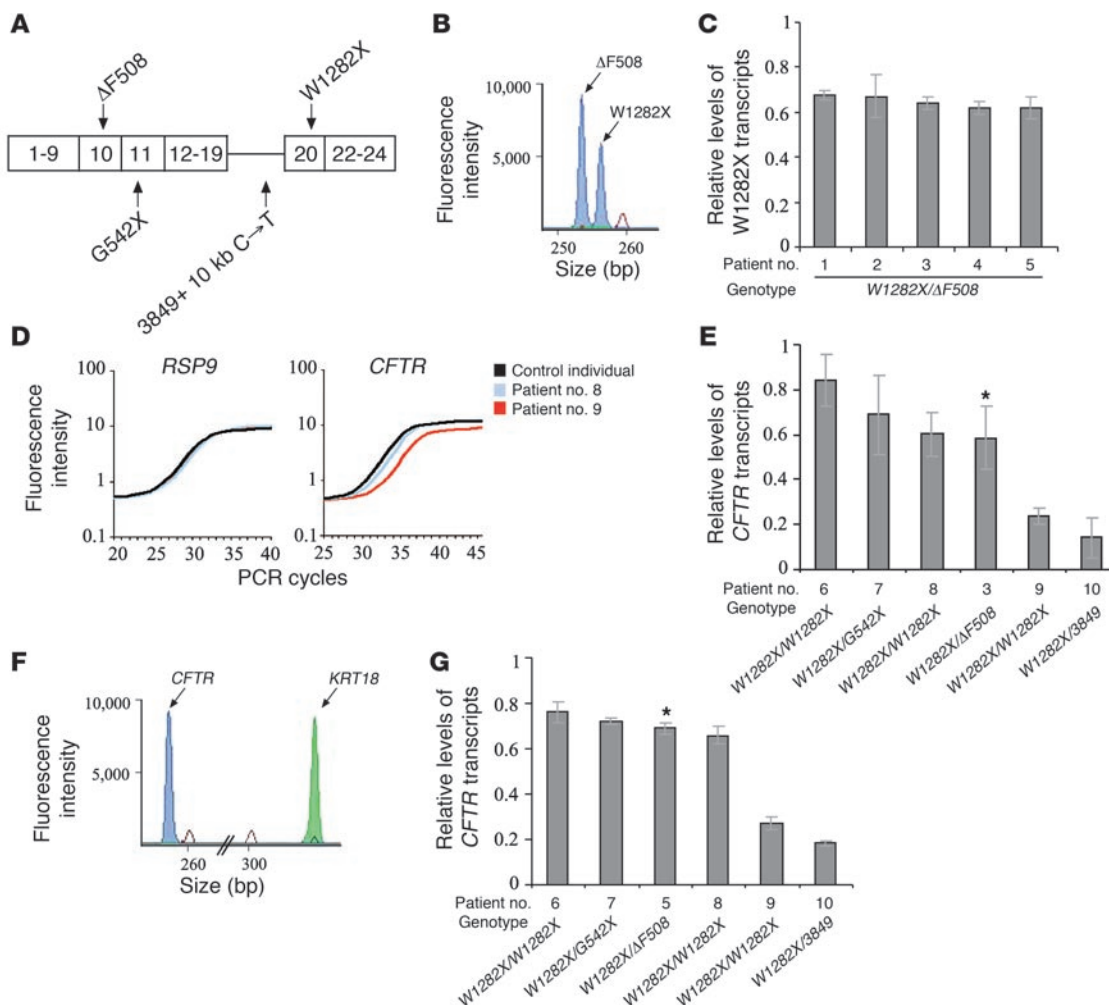 A
ΔF508
W1282X
1-9 10 11 12-19 20 22-24
G542X
3849+ 10 kb C→T
B
Fluorescence
intensity
10,000
5,000
ΔF508
W1282X
250 260
Size (bp)
C
Relative levels of
W1282X transcripts
1
0.8
0.6
0.4
0.2
0
Patient no. 1 2 3 4 5
Genotype W1282X/ΔF508
D
RSP9
CFTR
Fluorescence
intensity
100
10
1
0.1
20 30 40
100
10
1
0.1
25 35 45
PCR cycles
Control individual
Patient no. 8
Patient no. 9
E
Relative levels of
CFTR transcripts
1
0.8
0.6
0.4
0.2
0
*
Patient no. 6 7 8 3 9 10
Genotype
W1282X/W1282X
W1282X/G542X
W1282X/W1282X
W1282X/ΔF508
W1282X/W1282X
W1282X/3849
F
CFTR
KRT18
Fluorescence
intensity
10,000
5,000
260 300
Size (bp)
G
Relative levels of
CFTR transcripts
1
0.8
0.6
0.4
0.2
0
*
Patient no. 6 7 5 8 9 10
Genotype
W1282X/W1282X
W1282X/G542X
W1282X/ΔF508
W1282X/W1282X
W1282X/W1282X
W1282X/3849